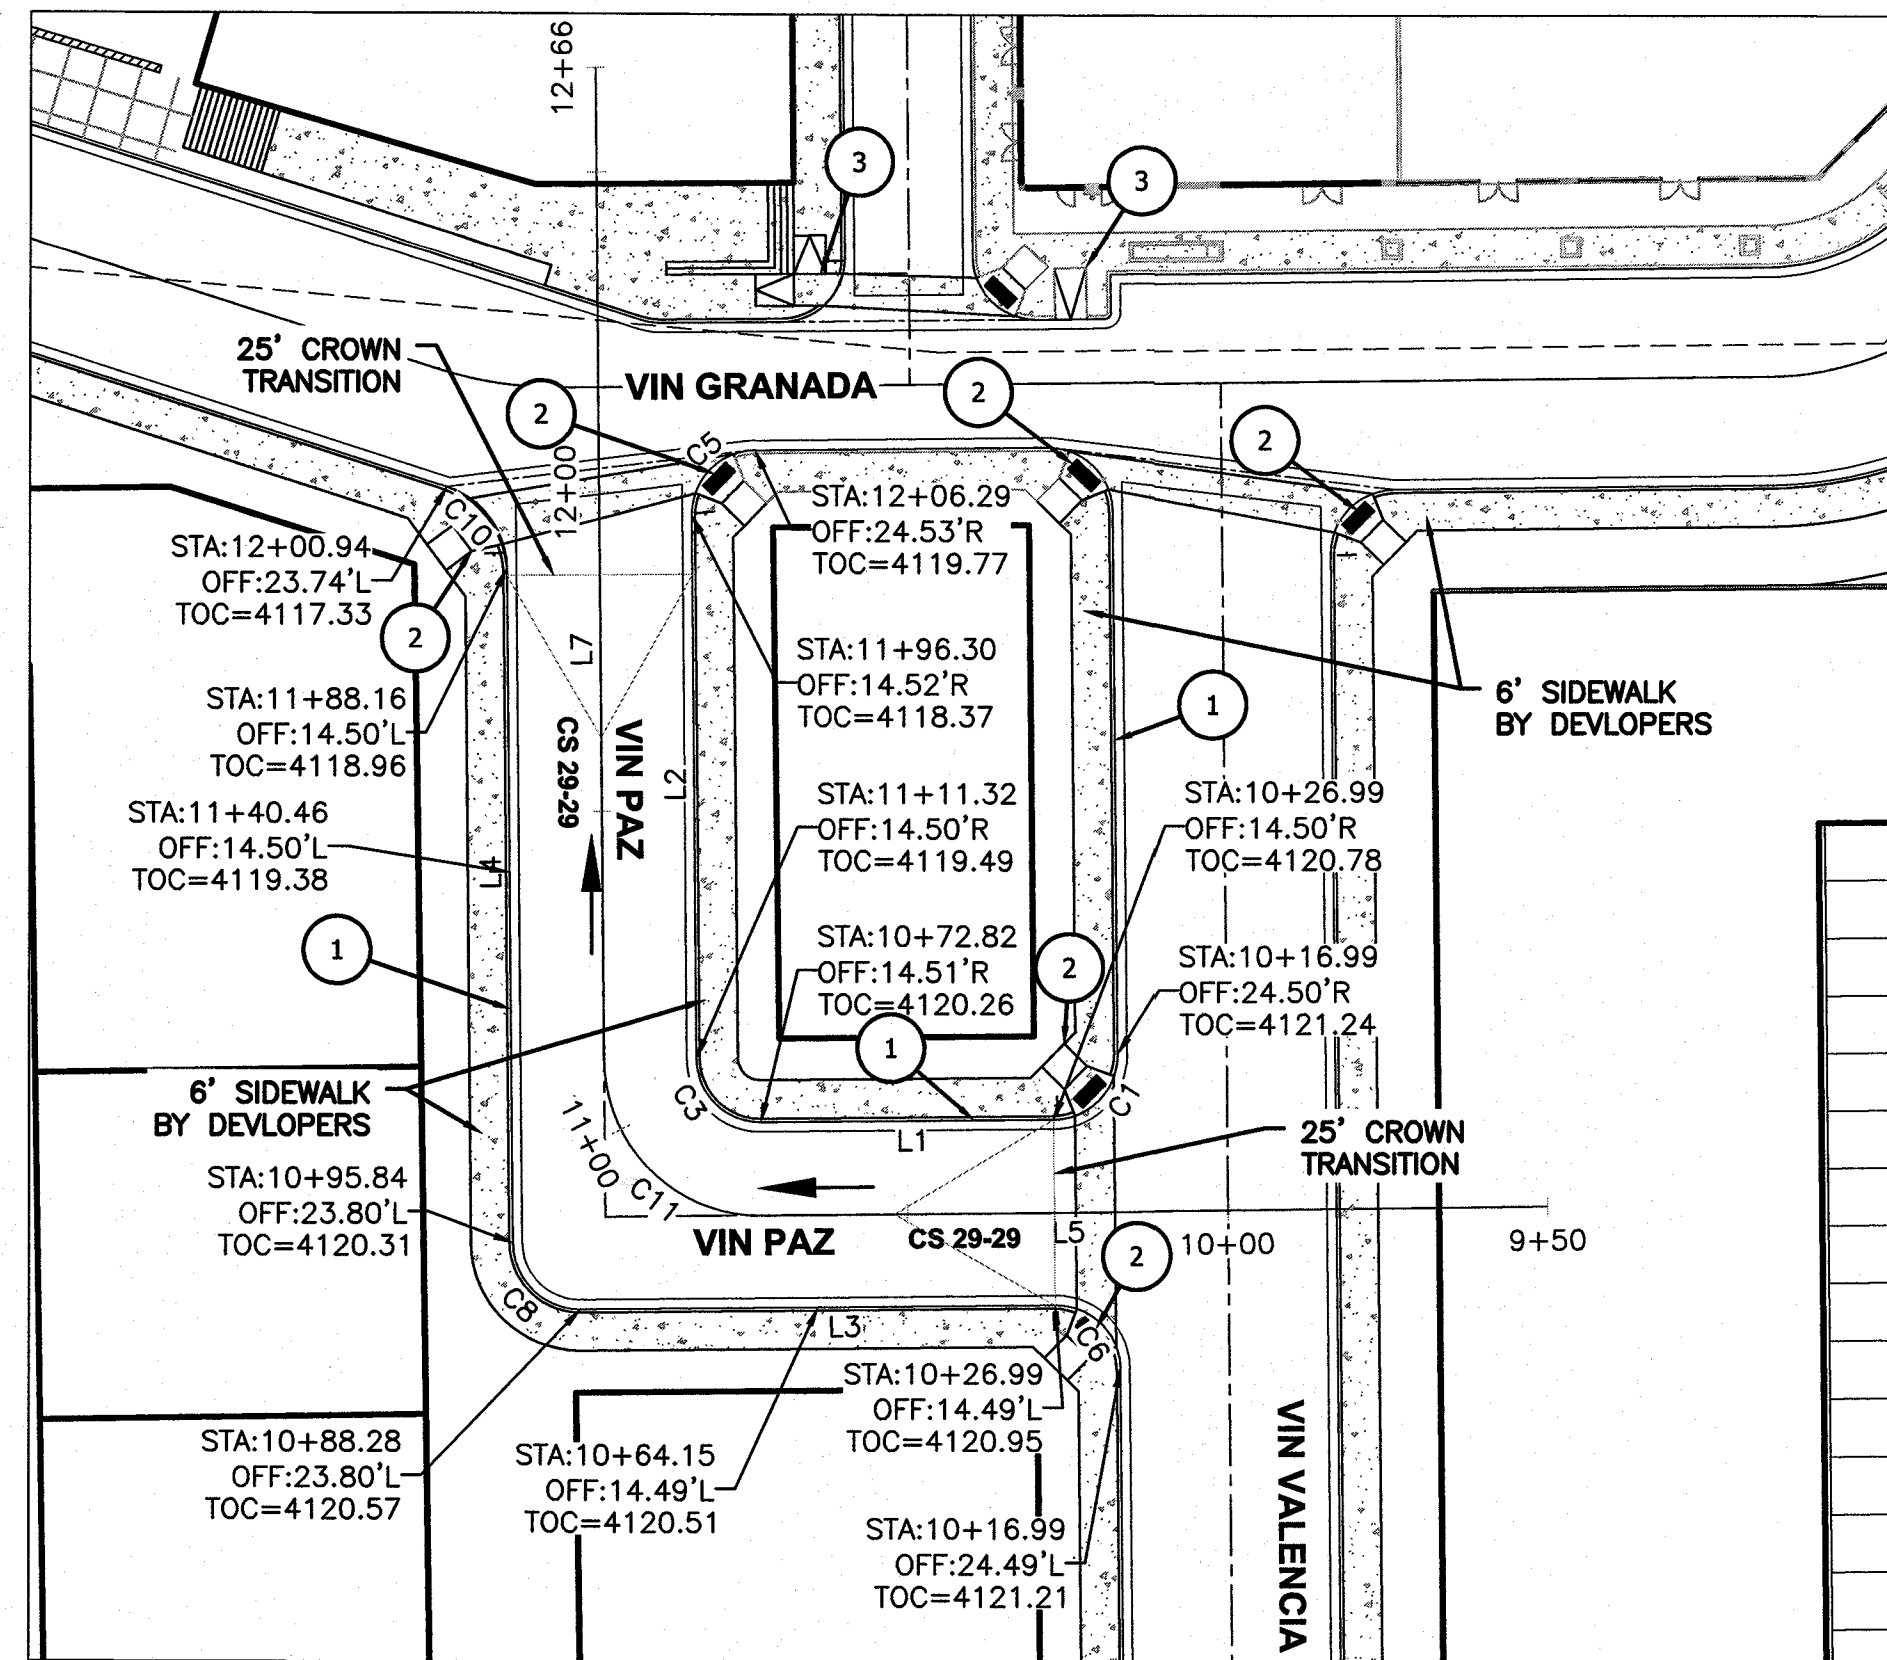 12+66
3
3
25' CROWN
TRANSITION
VIN GRANADA
2
2
2
C5
12+00
C10
STA:12+06.29
OFF:24.53'R
TOC=4119.77
STA:12+00.94
OFF:23.74'L
TOC=4117.33
2
L7
STA:11+96.30
OFF:14.52'R
TOC=4118.37
6' SIDEWALK
BY DEVLOPERS
1
STA:11+88.16
OFF:14.50'L
TOC=4118.96
CS 29-29
VIN PAZ
L2
STA:11+11.32
OFF:14.50'R
TOC=4119.49
STA:10+26.99
OFF:14.50'R
TOC=4120.78
STA:11+40.46
OFF:14.50'L
TOC=4119.38
L4
1
STA:10+72.82
OFF:14.51'R
TOC=4120.26
2
STA:10+16.99
OFF:24.50'R
TOC=4121.24
1
6' SIDEWALK
BY DEVLOPERS
C3
C1
L1
25' CROWN
TRANSITION
11+00
C11
STA:10+95.84
OFF:23.80'L
TOC=4120.31
VIN PAZ
CS 29-29
L5
2
10+00
9+50
C8
L3
C6
STA:10+26.99
OFF:14.49'L
TOC=4120.95
STA:10+88.28
OFF:23.80'L
TOC=4120.57
STA:10+64.15
OFF:14.49'L
TOC=4120.51
STA:10+16.99
OFF:24.49'L
TOC=4121.21
VIN VALENCIA